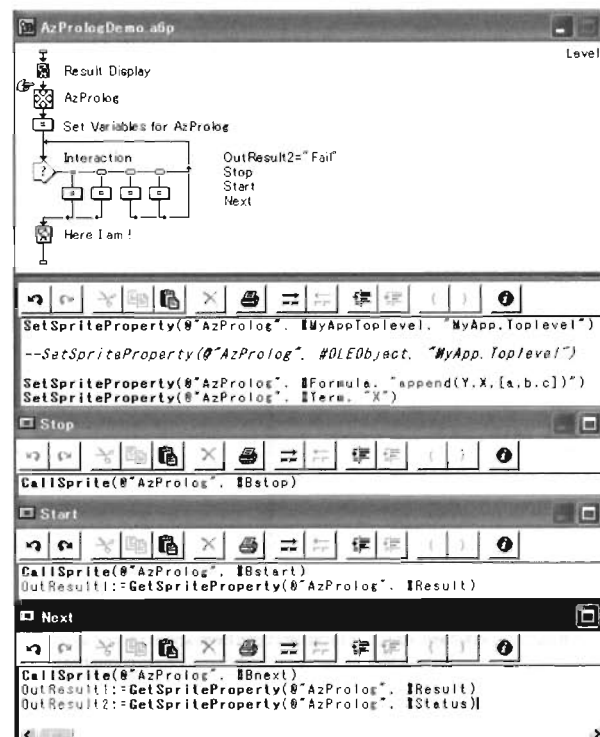 AzPrologDemo.a6p
Level
Result Display
AzProlog
Set Variables for AzProlog
Interaction
OutResult2="Fail"
Stop
Start
Next
Here I am !
SetSpriteProperty(@"AzProlog", #MyAppToplevel, "MyApp.Toplevel")
--SetSpriteProperty(@"AzProlog", #OLEObject, "MyApp.Toplevel")
SetSpriteProperty(@"AzProlog", #Formula, "append(Y,X,[a,b,c])")
SetSpriteProperty(@"AzProlog", #Term, "X")
Stop
CallSprite(@"AzProlog", #Bstop)
Start
CallSprite(@"AzProlog", #Bstart)
OutResult1:=GetSpriteProperty(@"AzProlog", #Result)
Next
CallSprite(@"AzProlog", #Bnext)
OutResult1:=GetSpriteProperty(@"AzProlog", #Result)
OutResult2:=GetSpriteProperty(@"AzProlog", #Status)